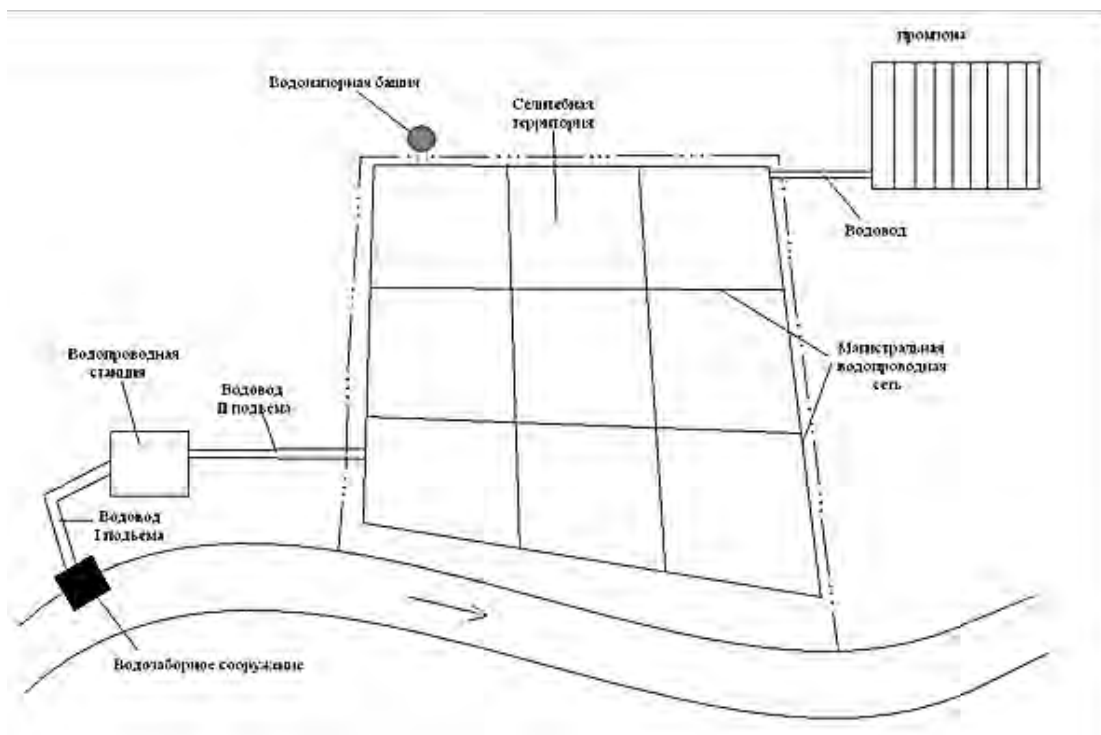 Промзона
Водонапорная башня
Селитебная
территория
Водовод
Магистральная
водопроводная
сеть
Водопроводная
станция
Водовод
II подъема
Водовод
I подъема
Водозаборное сооружение